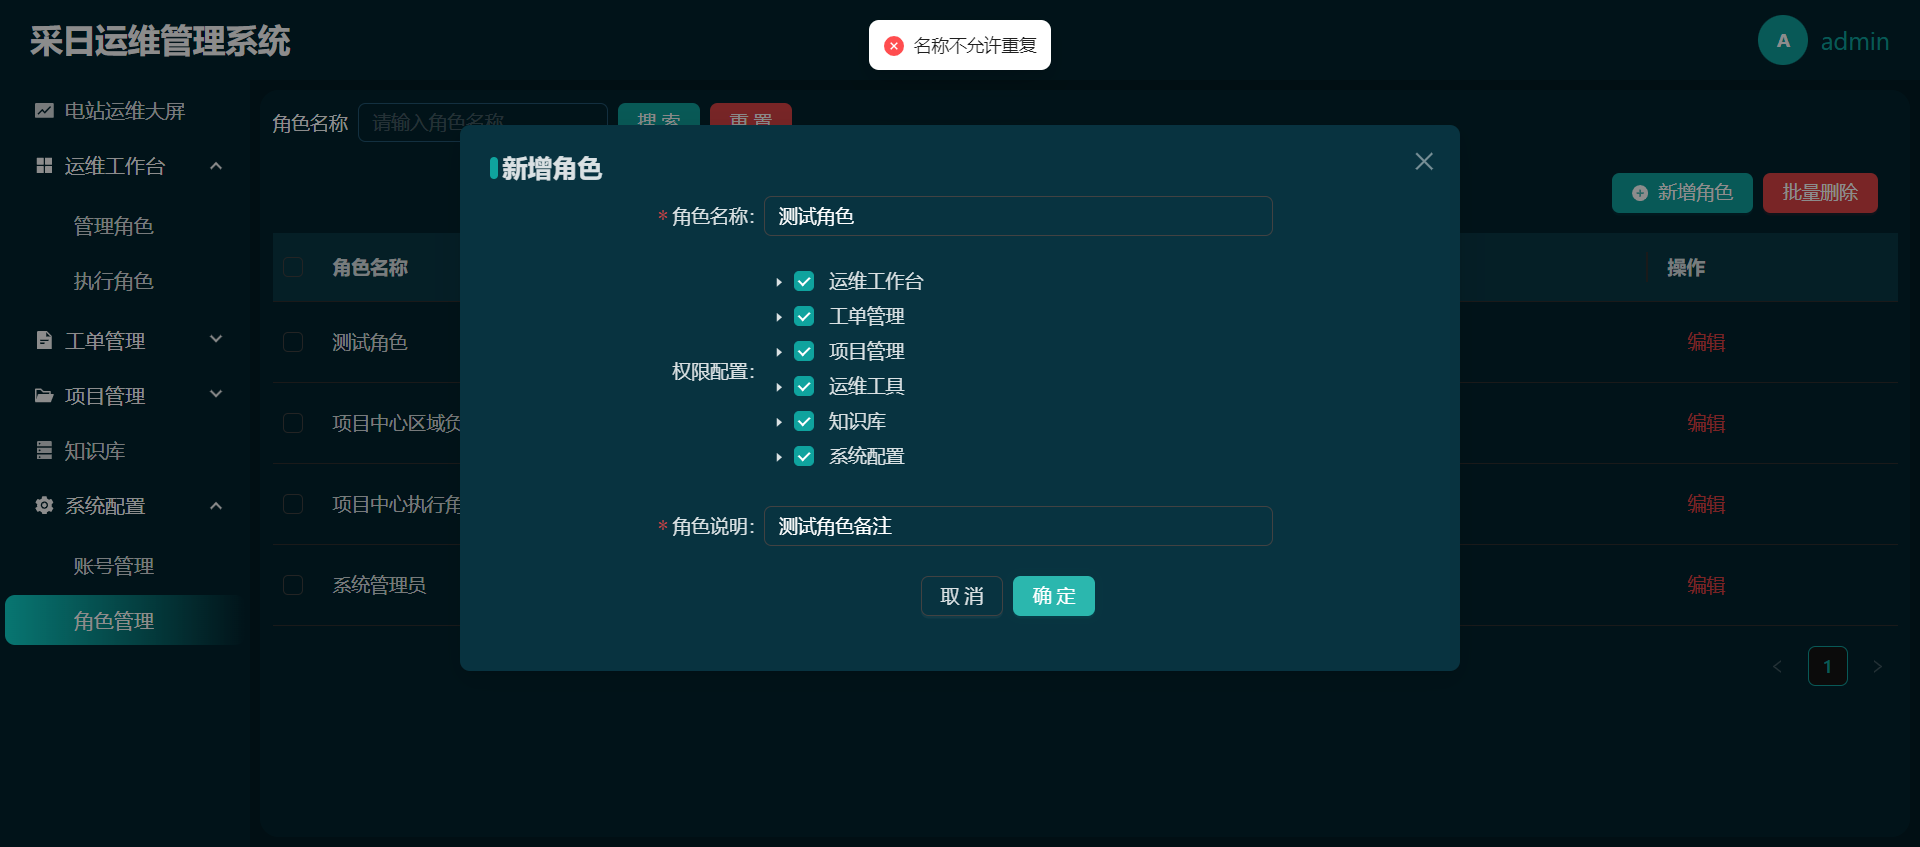 采日运维管理系统
名称不允许重复
A admin
电站运维大屏
运维工作台
管理角色
执行角色
工单管理
项目管理
知识库
系统配置
账号管理
角色管理
角色名称 请输入角色名称 搜索 重置
新增角色 批量删除
角色名称 操作
测试角色 编辑
项目中心区域负 编辑
项目中心执行角 编辑
系统管理员 编辑
1
新增角色
*角色名称: 测试角色
权限配置:
运维工作台
工单管理
项目管理
运维工具
知识库
系统配置
*角色说明: 测试角色备注
取消 确定